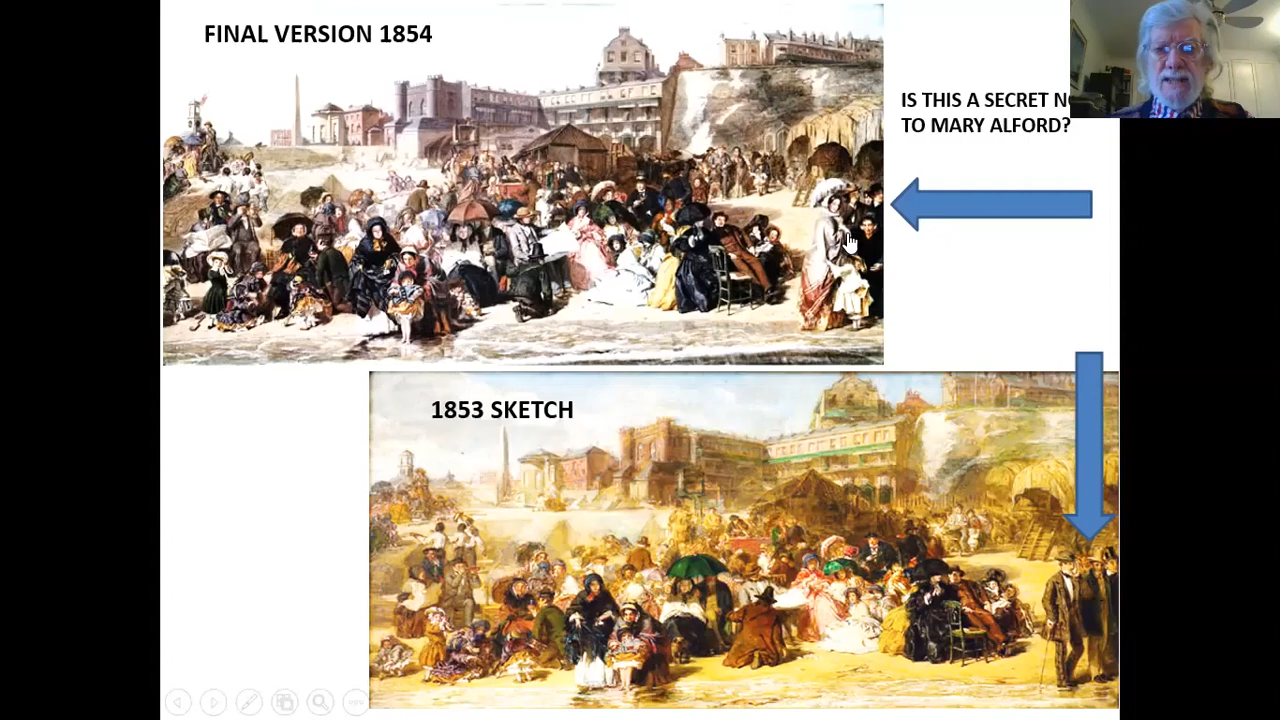 FINAL VERSION 1854
IS THIS A SECRET
TO MARY ALFORD?
1853 SKETCH